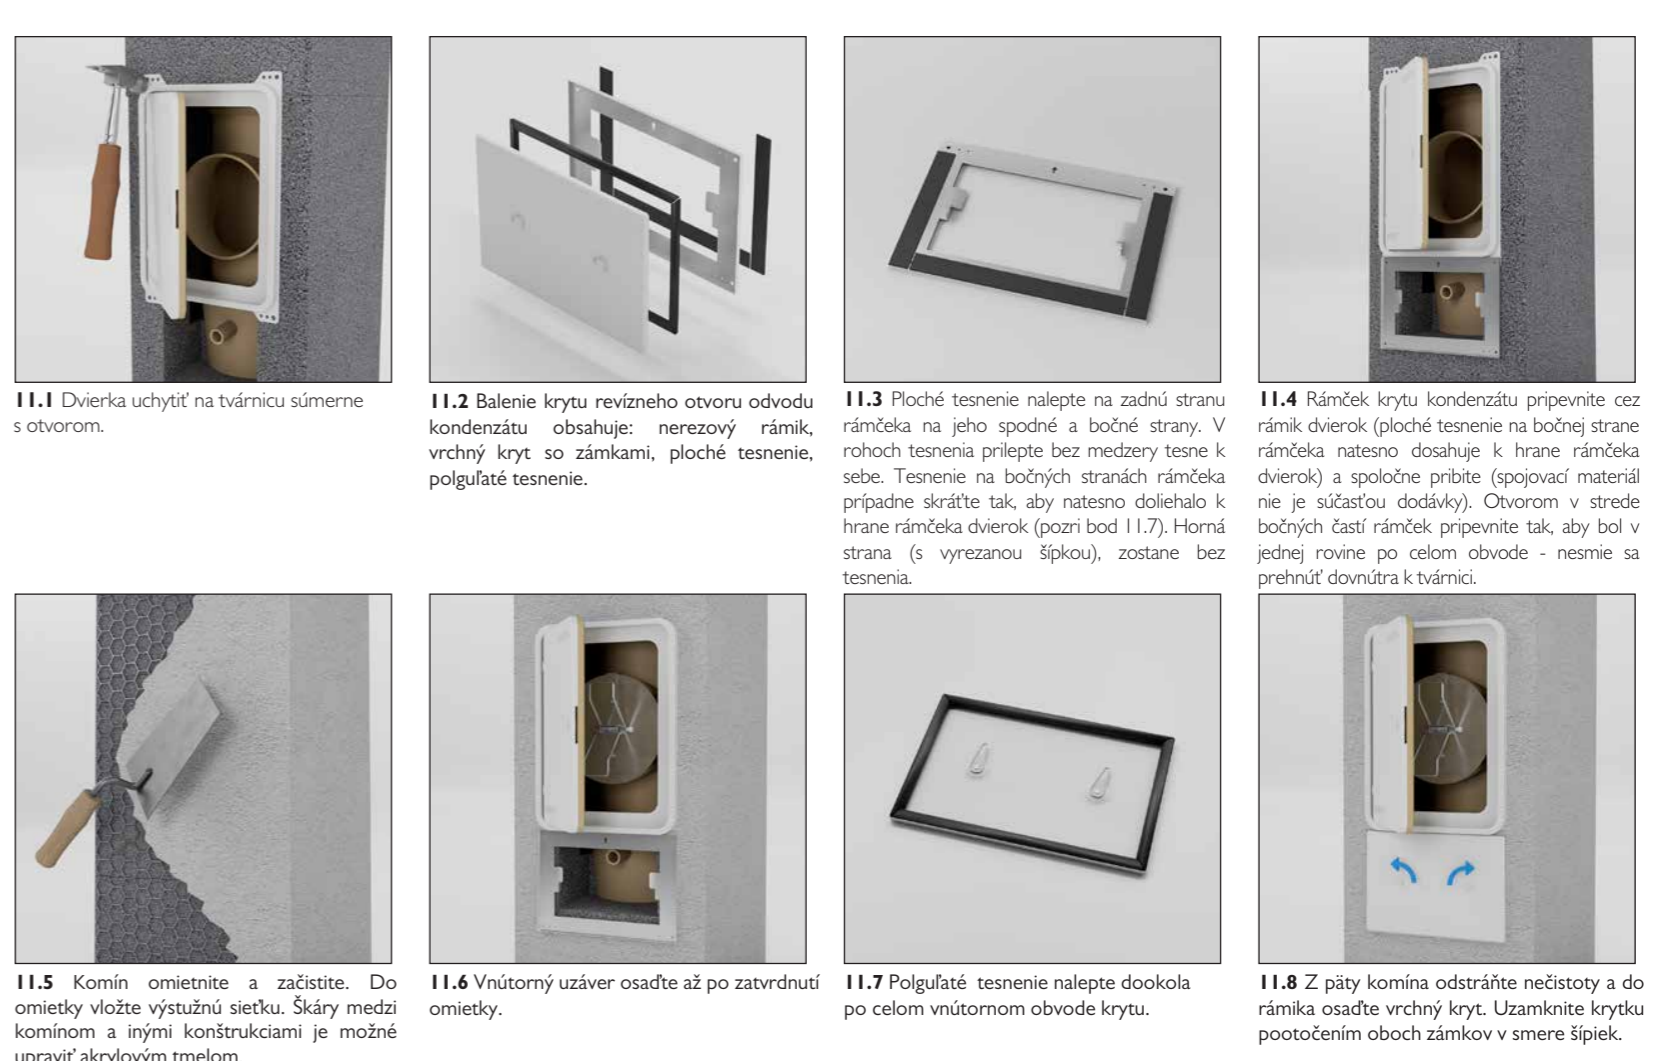 11.1 Dvierka uchytiť na tvárnicu súmerne
s otvorom.
11.2 Balenie krytu revízneho otvoru odvodu
kondenzátu obsahuje: nerezový rámik,
vrchný kryt so zámkami, ploché tesnenie,
polguľaté tesnenie.
11.3 Ploché tesnenie nalepte na zadnú stranu
rámčeka na jeho spodné a bočné strany. V
rohoch tesnenia prilepte bez medzery tesne k
sebe. Tesnenie na bočných stranách rámčeka
prípadne skráťte tak, aby natesno doliehalo k
hrane rámčeka dvierok (pozri bod 11.7). Horná
strana (s vyrezanou šípkou), zostane bez
tesnenia.
11.4 Rámček krytu kondenzátu pripevnite cez
rámik dvierok (ploché tesnenie na bočnej strane
rámčeka natesno dosahuje k hrane rámčeka
dvierok) a spoločne pribite (spojovací materiál
nie je súčasťou dodávky). Otvorom v strede
bočných častí rámček pripevnite tak, aby bol v
jednej rovine po celom obvode - nesmie sa
prehnúť dovnútra k tvárnici.
11.5 Komín omietnite a začistite. Do
omietky vložte výstužnú sieťku. Škáry medzi
komínom a inými konštrukciami je možné
upraviť akrylovým tmelom
11.6 Vnútorný uzáver osaďte až po zatvrdnutí
omietky.
11.7 Polguľaté tesnenie nalepte dookola
po celom vnútornom obvode krytu.
11.8 Z päty komína odstráňte nečistoty a do
rámika osaďte vrchný kryt. Uzamknite krytku
pootočením oboch zámkov v smere šípiek.